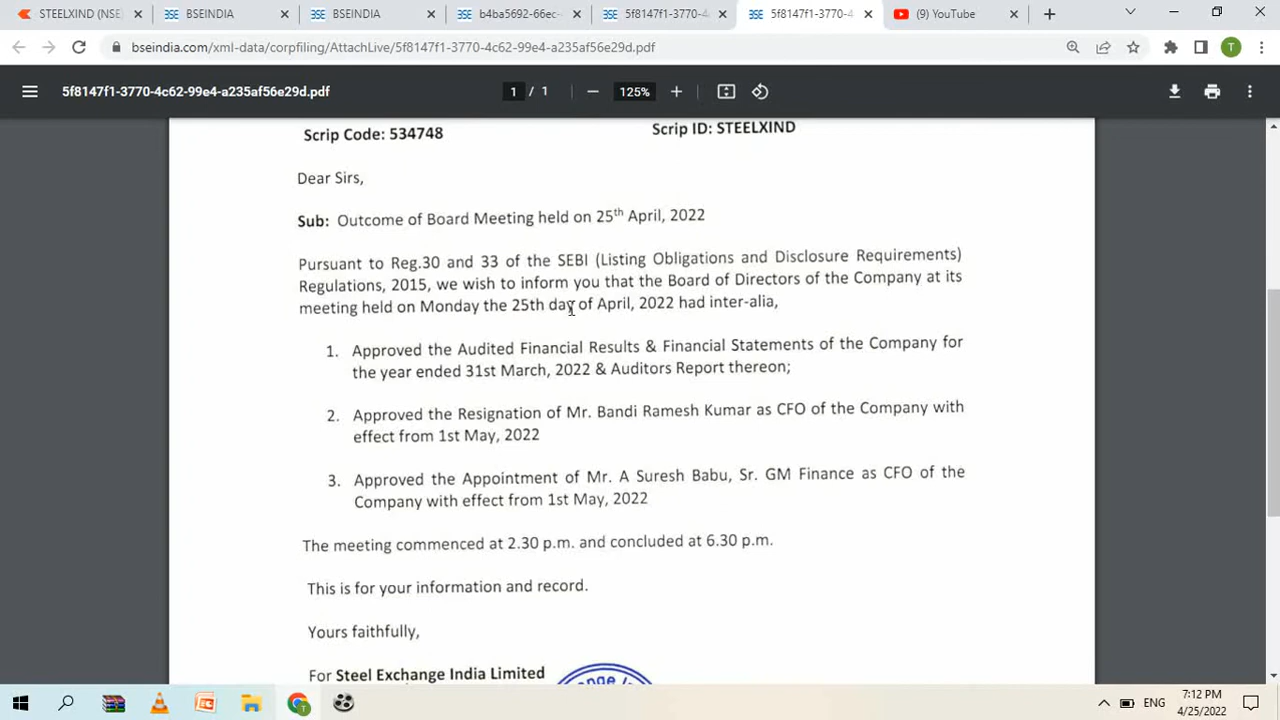 STEELXIND (NSE
BSEINDIA
BSEINDIA
b4ba5692-66ec-
5f8147f1-3770-4
5f8147f1-3770-4
(9) YouTube
bseindia.com/xml-data/corpfiling/AttachLive/5f8147f1-3770-4c62-99e4-a235af56e29d.pdf
T
5f8147f1-3770-4c62-99e4-a235af56e29d.pdf
1 / 1
125%
Scrip Code: 534748
Scrip ID: STEELXIND
Dear Sirs,
Sub: Outcome of Board Meeting held on 25th April, 2022
Pursuant to Reg.30 and 33 of the SEBI (Listing Obligations and Disclosure Requirements)
Regulations, 2015, we wish to inform you that the Board of Directors of the Company at its
meeting held on Monday the 25th day of April, 2022 had inter-alia,
1. Approved the Audited Financial Results & Financial Statements of the Company for
the year ended 31st March, 2022 & Auditors Report thereon;
2. Approved the Resignation of Mr. Bandi Ramesh Kumar as CFO of the Company with
effect from 1st May, 2022
3. Approved the Appointment of Mr. A Suresh Babu, Sr. GM Finance as CFO of the
Company with effect from 1st May, 2022
The meeting commenced at 2.30 p.m. and concluded at 6.30 p.m.
This is for your information and record.
Yours faithfully,
For Steel Exchange India Limited
ENG
7:12 PM
4/25/2022